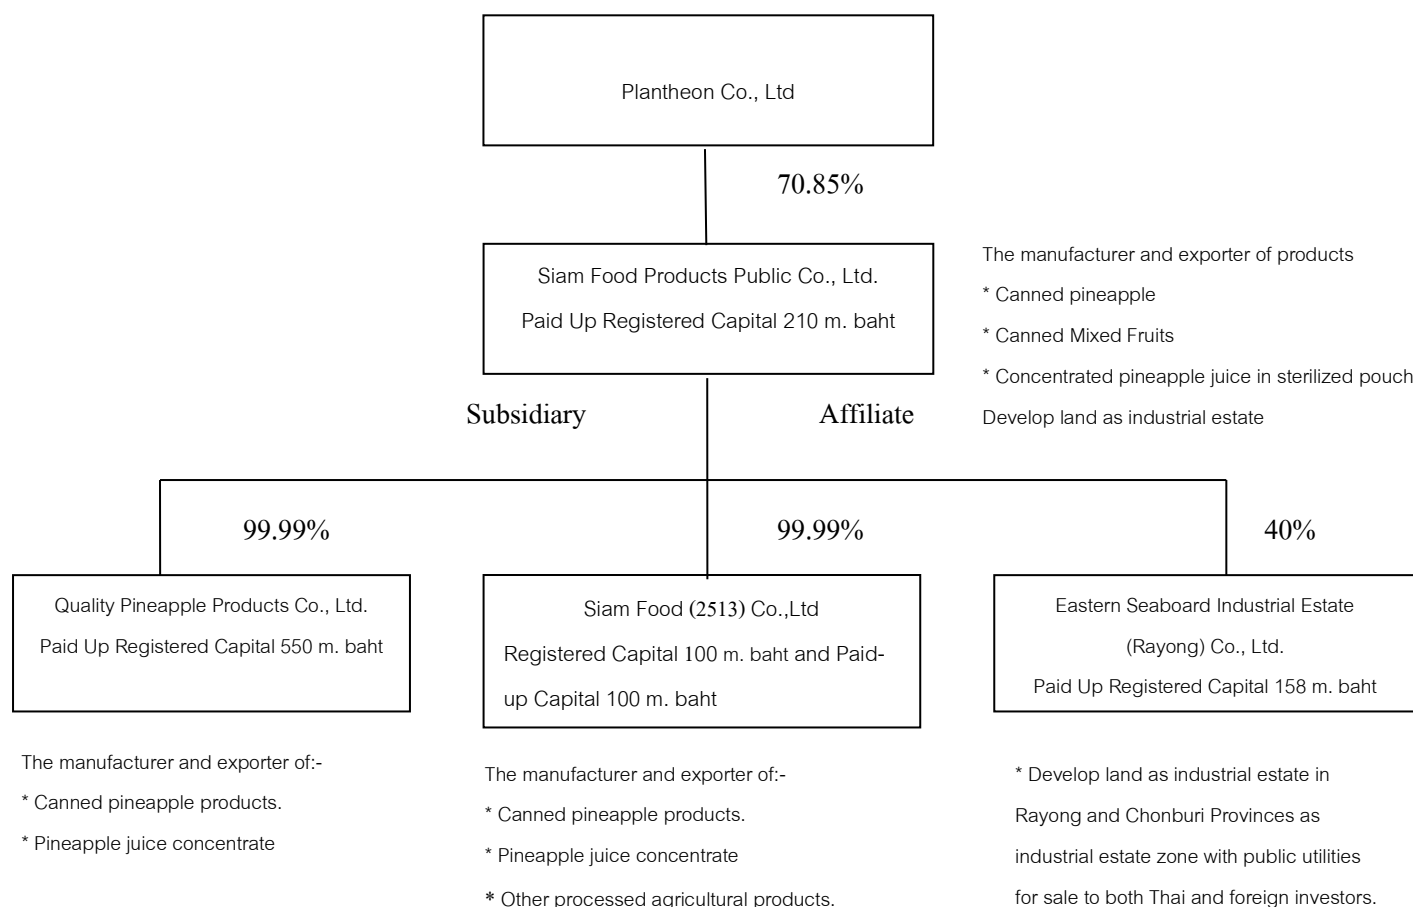 Plantheon Co., Ltd
70.85%
Siam Food Products Public Co., Ltd.
Paid Up Registered Capital 210 m. baht
The manufacturer and exporter of products
* Canned pineapple
* Canned Mixed Fruits
* Concentrated pineapple juice in sterilized pouch
Develop land as industrial estate
Subsidiary
Affiliate
99.99%
99.99%
40%
Quality Pineapple Products Co., Ltd.
Paid Up Registered Capital 550 m. baht
Siam Food (2513) Co.,Ltd
Registered Capital 100 m. baht and Paid-
up Capital 100 m. baht
Eastern Seaboard Industrial Estate
(Rayong) Co., Ltd.
Paid Up Registered Capital 158 m. baht
The manufacturer and exporter of:-
* Canned pineapple products.
* Pineapple juice concentrate
The manufacturer and exporter of:-
* Canned pineapple products.
* Pineapple juice concentrate
* Other processed agricultural products.
* Develop land as industrial estate in
Rayong and Chonburi Provinces as
industrial estate zone with public utilities
for sale to both Thai and foreign investors.